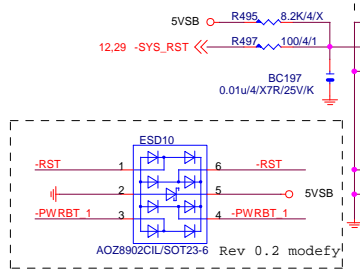 5VSB R495 8.2K/4/X
12,29 -SYS_RST R497 100/4/1
BC197
0.01u/4/X7R/25V/K
ESD10
-RST 1 6 -RST
2 5 5VSB
-PWRBT_1 3 4 -PWRBT_1
AOZ8902CIL/SOT23-6 Rev 0.2 modefy